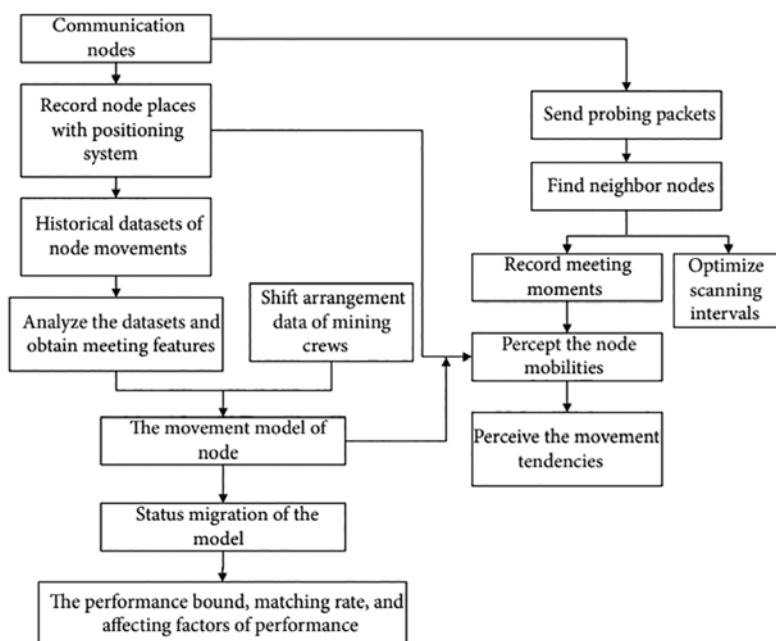 Communication
nodes
Record node places
with positioning
system
Historical datasets of
node movements
Analyze the datasets and
obtain meeting features
Shift arrangement
data of mining
crews
The movement model of
node
Status migration of the
model
The performance bound, matching rate, and
affecting factors of performance
Send probing packets
Find neighbor nodes
Record meeting
moments
Optimize
scanning
intervals
Percept the node
mobilities
Perceive the movement
tendencies